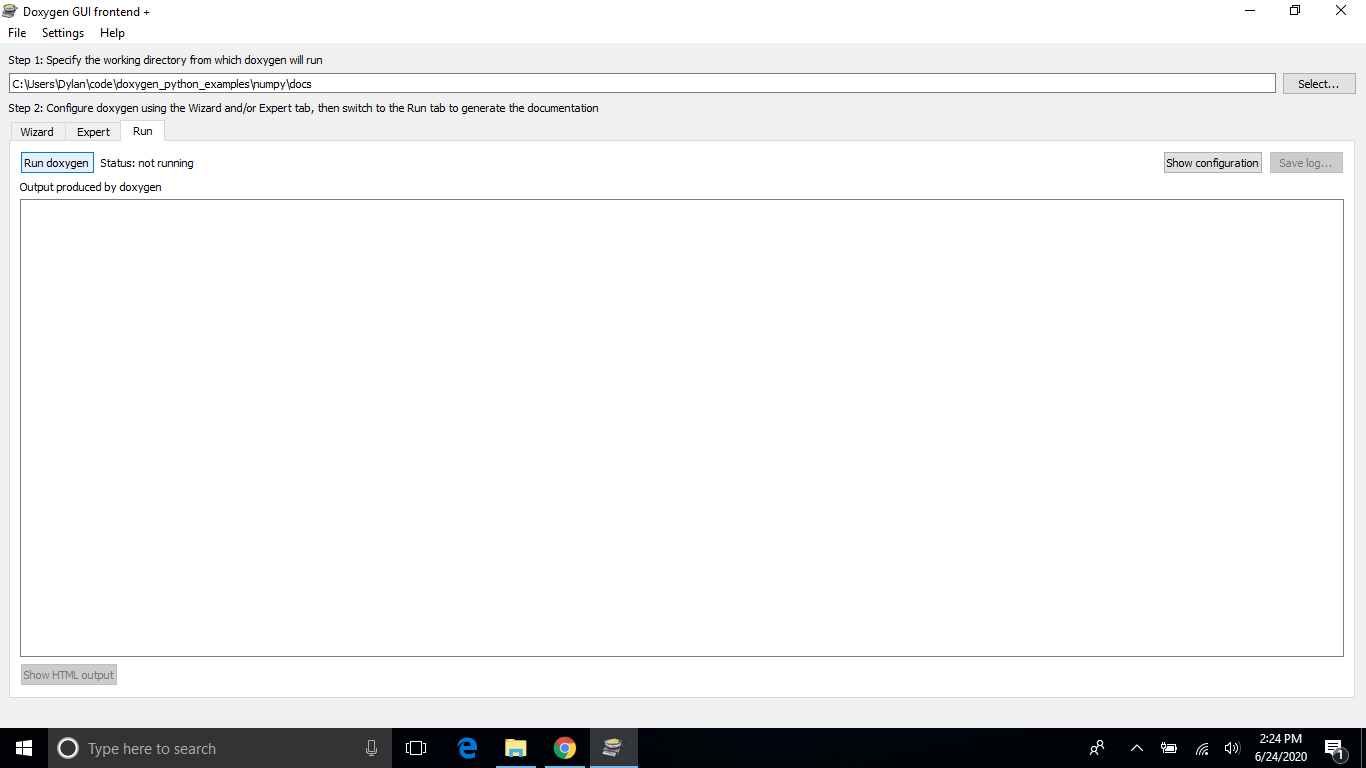 Doxygen GUI frontend +
File Settings Help
Step 1: Specify the working directory from which doxygen will run
C:\Users\Dylan\code\doxygen_python_examples\numpy\docs Select...
Step 2: Configure doxygen using the Wizard and/or Expert tab, then switch to the Run tab to generate the documentation
Wizard Expert Run
Run doxygen Status: not running Show configuration Save log...
Output produced by doxygen
Show HTML output
Type here to search
2:24 PM
6/24/2020
1